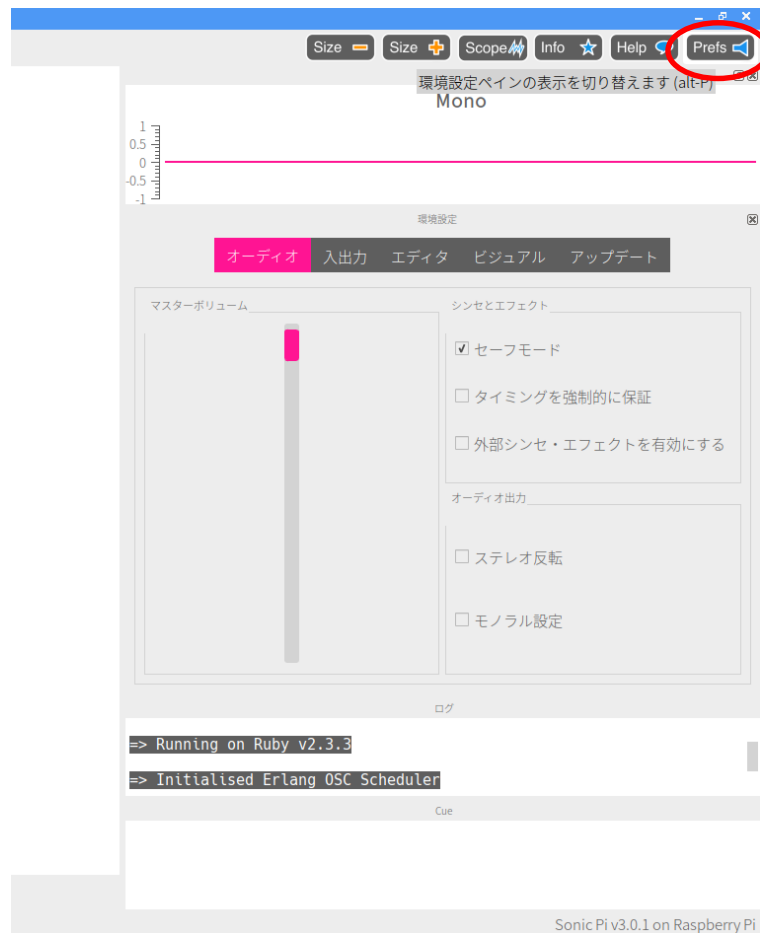 Size Size Scope Info Help Prefs
環境設定ペインの表示を切り替えます (alt-P)
Mono
1
0.5
0
-0.5
-1
環境設定
オーディオ 入出力 エディタ ビジュアル アップデート
マスターボリューム
シンセとエフェクト
セーフモード
タイミングを強制的に保証
外部シンセ・エフェクトを有効にする
オーディオ出力
ステレオ反転
モノラル設定
ログ
=> Running on Ruby v2.3.3
=> Initialised Erlang OSC Scheduler
Cue
Sonic Pi v3.0.1 on Raspberry Pi